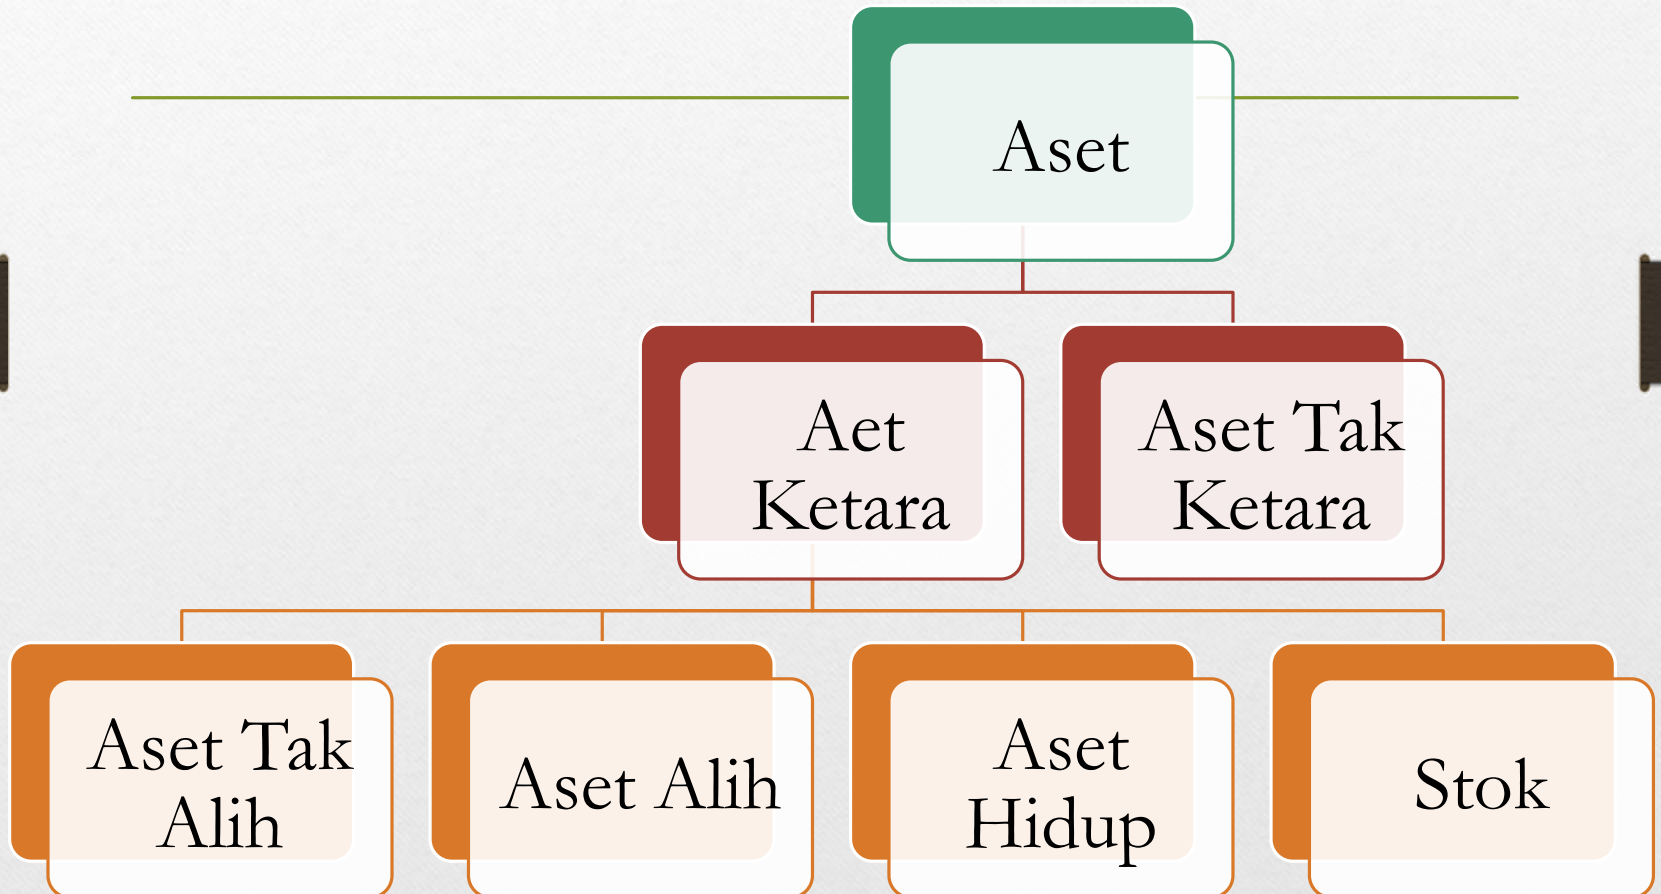 Aset
Aet
Ketara
Aset Tak
Ketara
Aset Tak
Alih
Aset Alih
Aset
Hidup
Stok